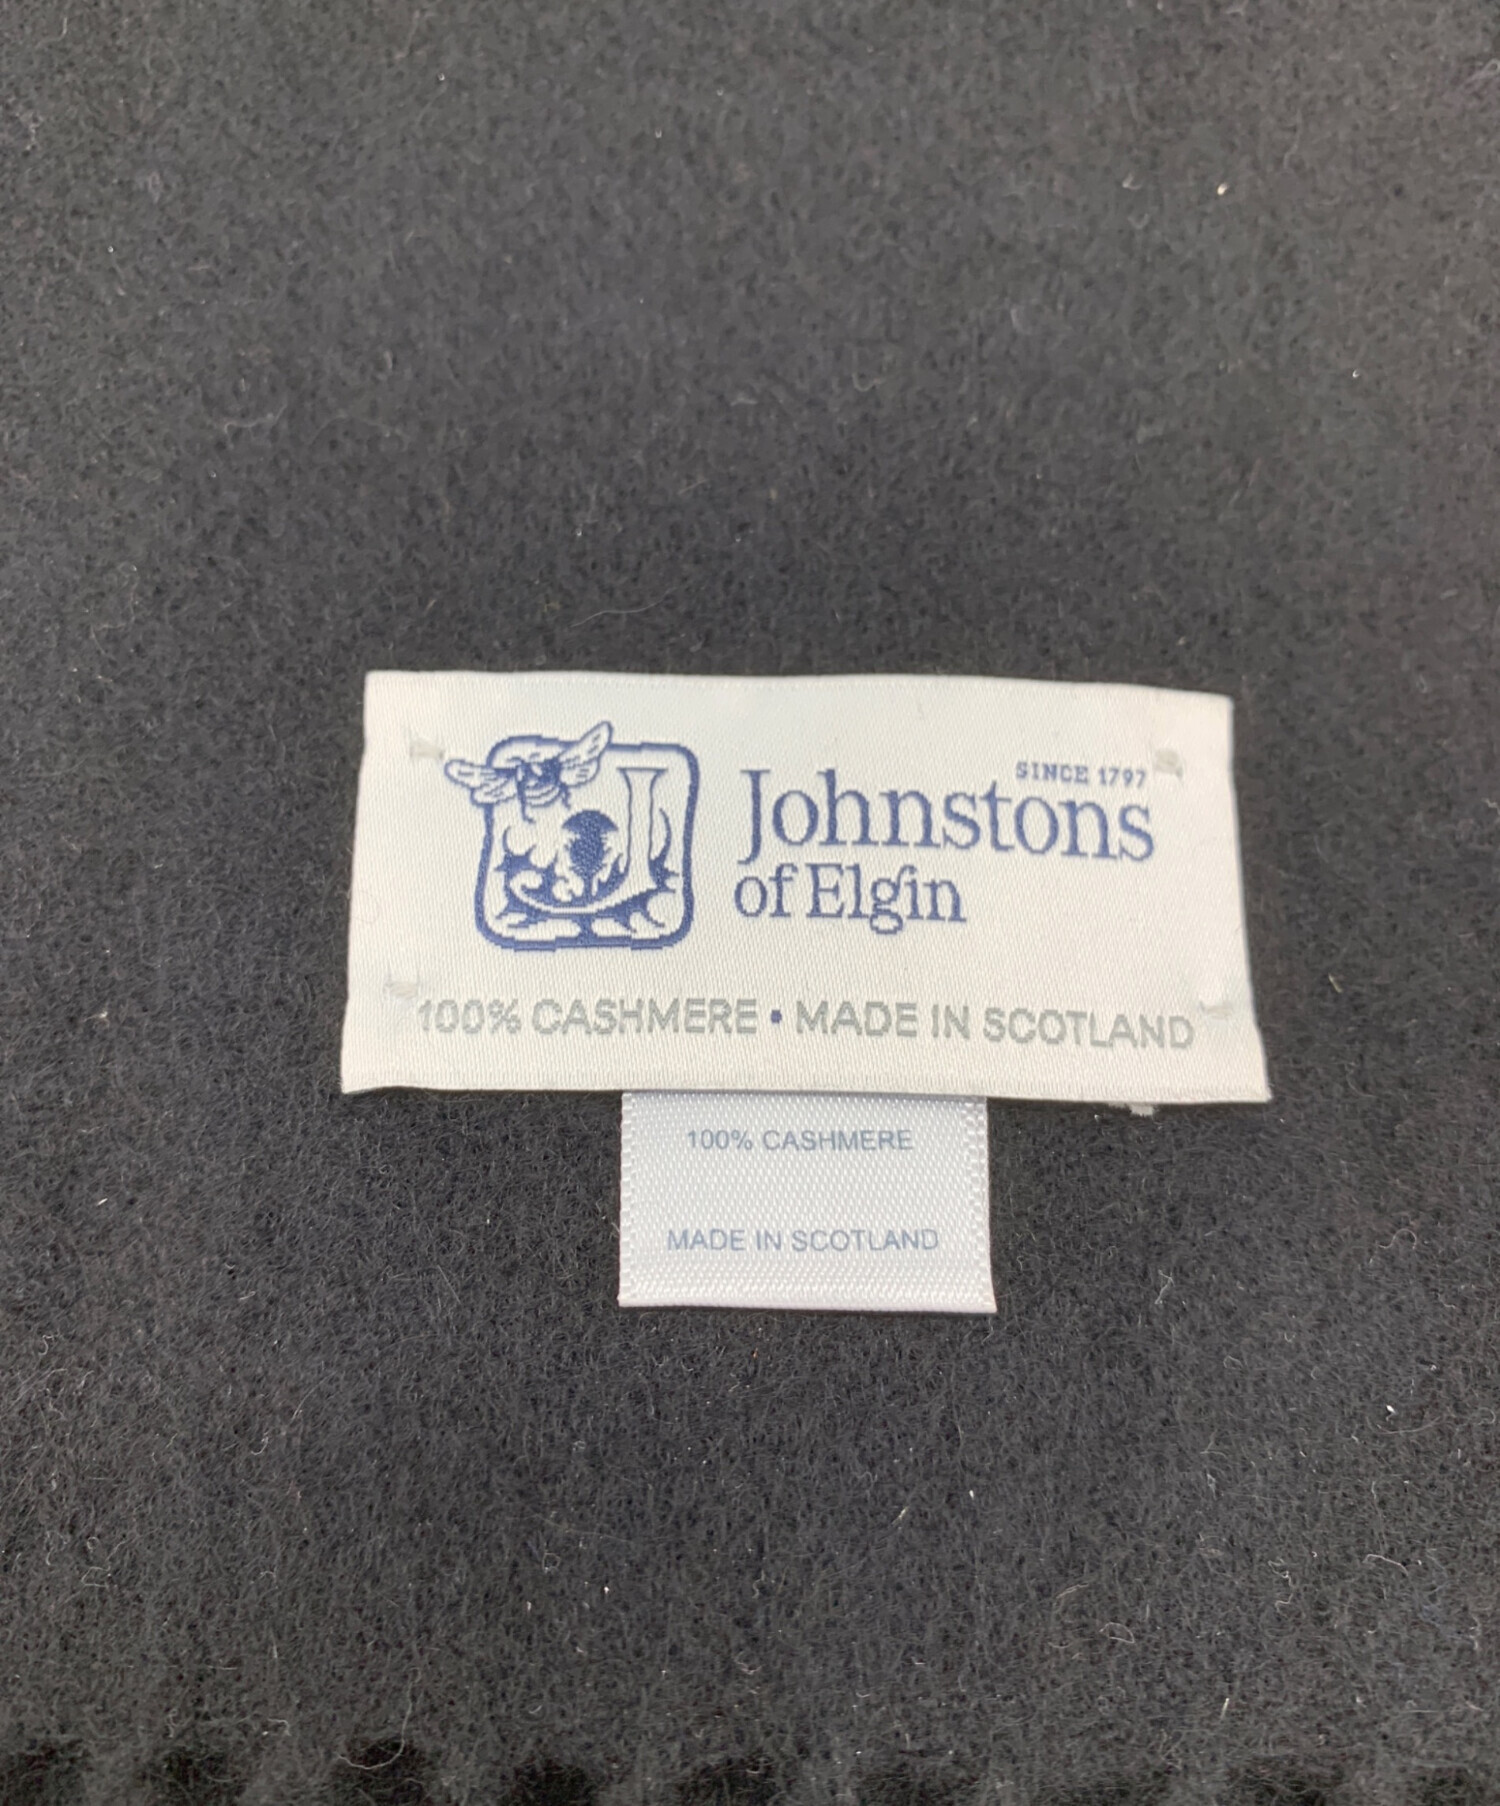 SINCE 1797
Johnstons
of Elgin
100% CASHMERE • MADE IN SCOTLAND
100% CASHMERE
MADE IN SCOTLAND